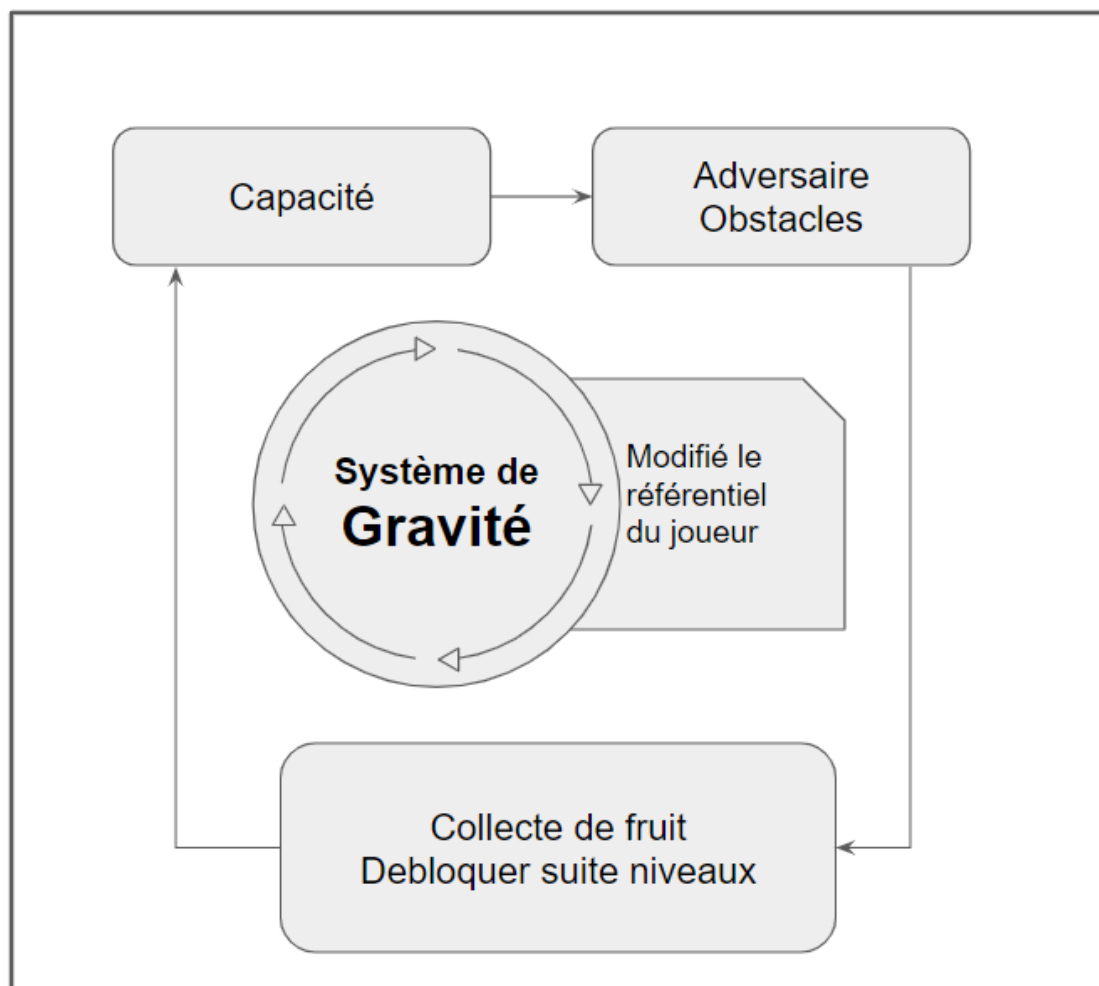 Capacité
Adversaire
Obstacles
Système de
Gravité
Modifié le
référentiel
du joueur
Collecte de fruit
Debloquer suite niveaux